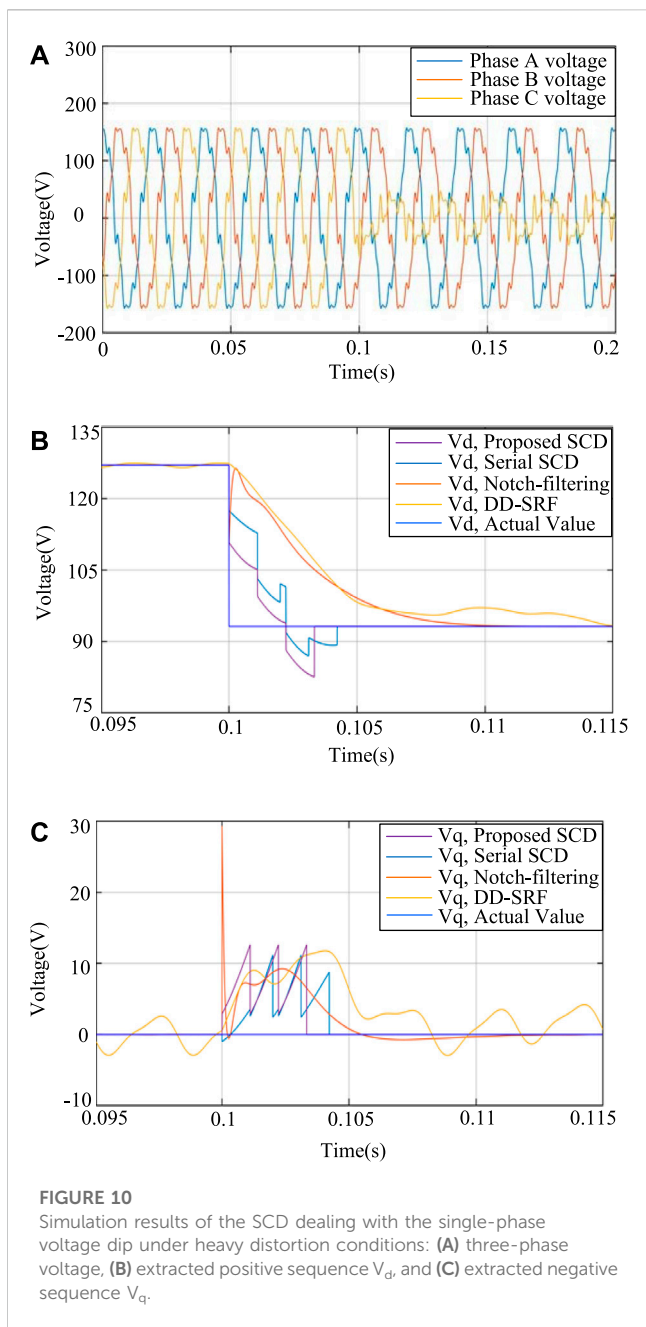 A
300
200
100
0
-100
-200
Voltage(V)
Phase A voltage
Phase B voltage
Phase C voltage
0
0.05
0.1
0.15
0.2
Time(s)
B
135
120
105
90
75
Voltage(V)
Vd, Proposed SCD
Vd, Serial SCD
Vd, Notch-filtering
Vd, DD-SRF
Vd, Actual Value
0.095
0.1
0.105
0.11
0.115
Time(s)
C
30
20
10
0
-10
Voltage(V)
Vq, Proposed SCD
Vq, Serial SCD
Vq, Notch-filtering
Vq, DD-SRF
Vq, Actual Value
0.095
0.1
0.105
0.11
0.115
Time(s)
FIGURE 10
Simulation results of the SCD dealing with the single-phase
voltage dip under heavy distortion conditions: (A) three-phase
voltage, (B) extracted positive sequence Vd, and (C) extracted negative
sequence Vq.